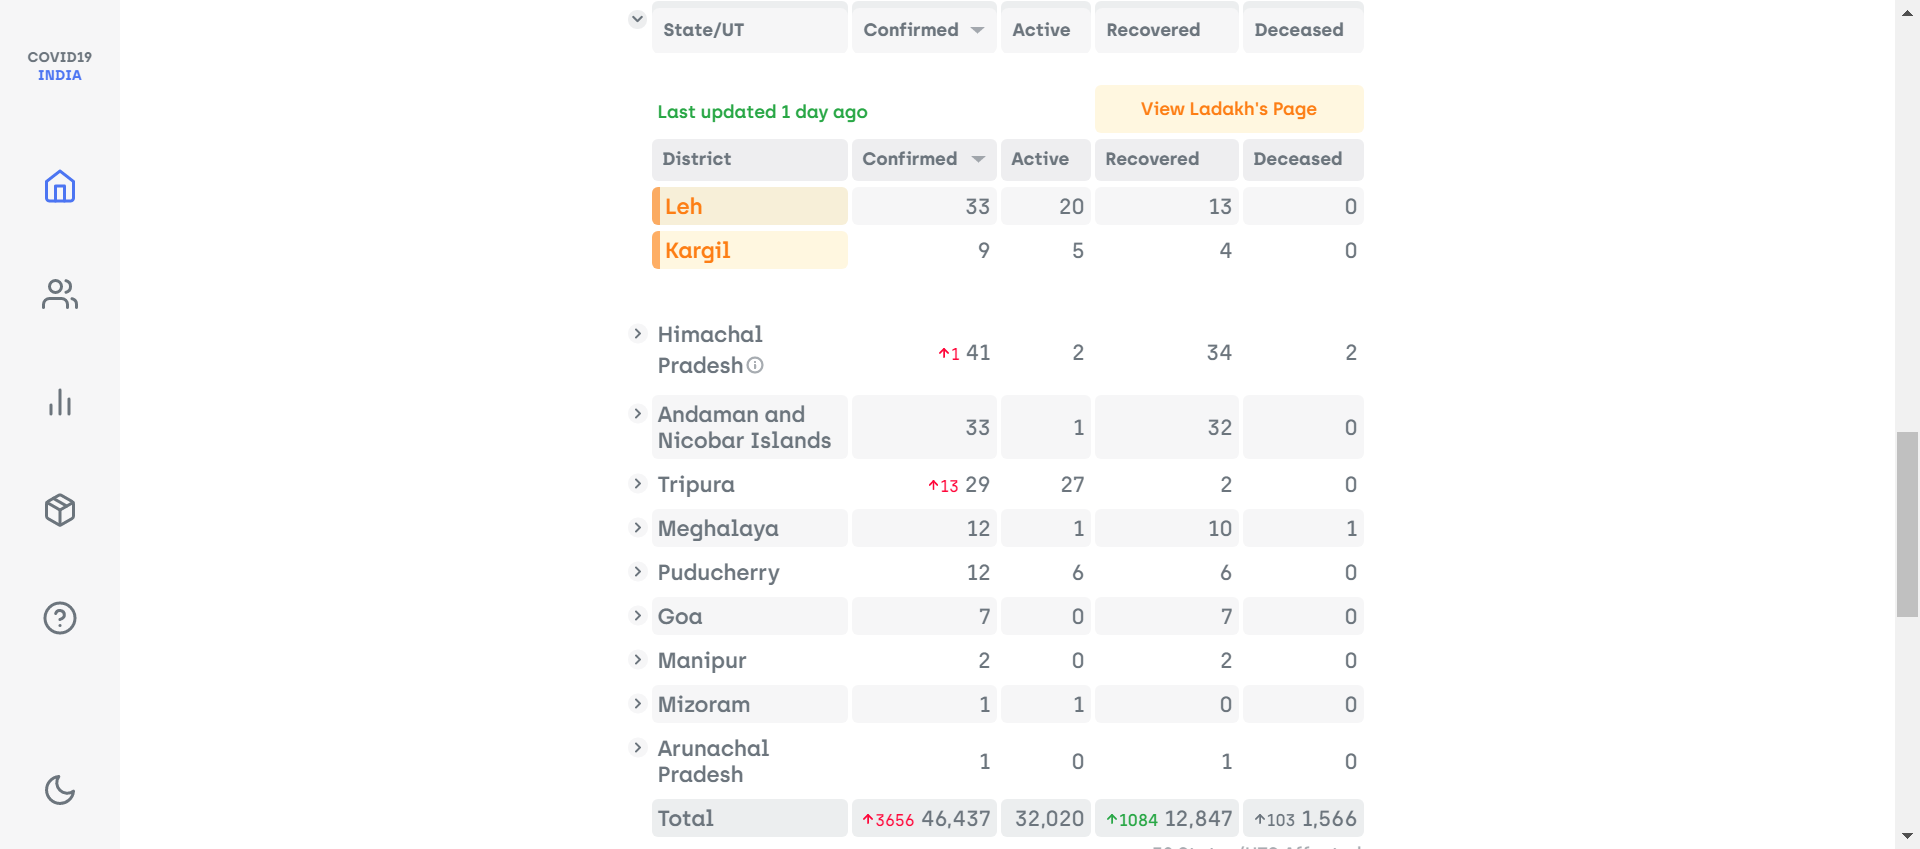 COVID19
INDIA
State/UT Confirmed Active Recovered Deceased
Last updated 1 day ago View Ladakh's Page
District Confirmed Active Recovered Deceased
Leh 33 20 13 0
Kargil 9 5 4 0
Himachal
Pradesh ↑1 41 2 34 2
Andaman and
Nicobar Islands 33 1 32 0
Tripura ↑13 29 27 2 0
Meghalaya 12 1 10 1
Puducherry 12 6 6 0
Goa 7 0 7 0
Manipur 2 0 2 0
Mizoram 1 1 0 0
Arunachal
Pradesh 1 0 1 0
Total ↑3656 46,437 32,020 ↑1084 12,847 ↑103 1,566